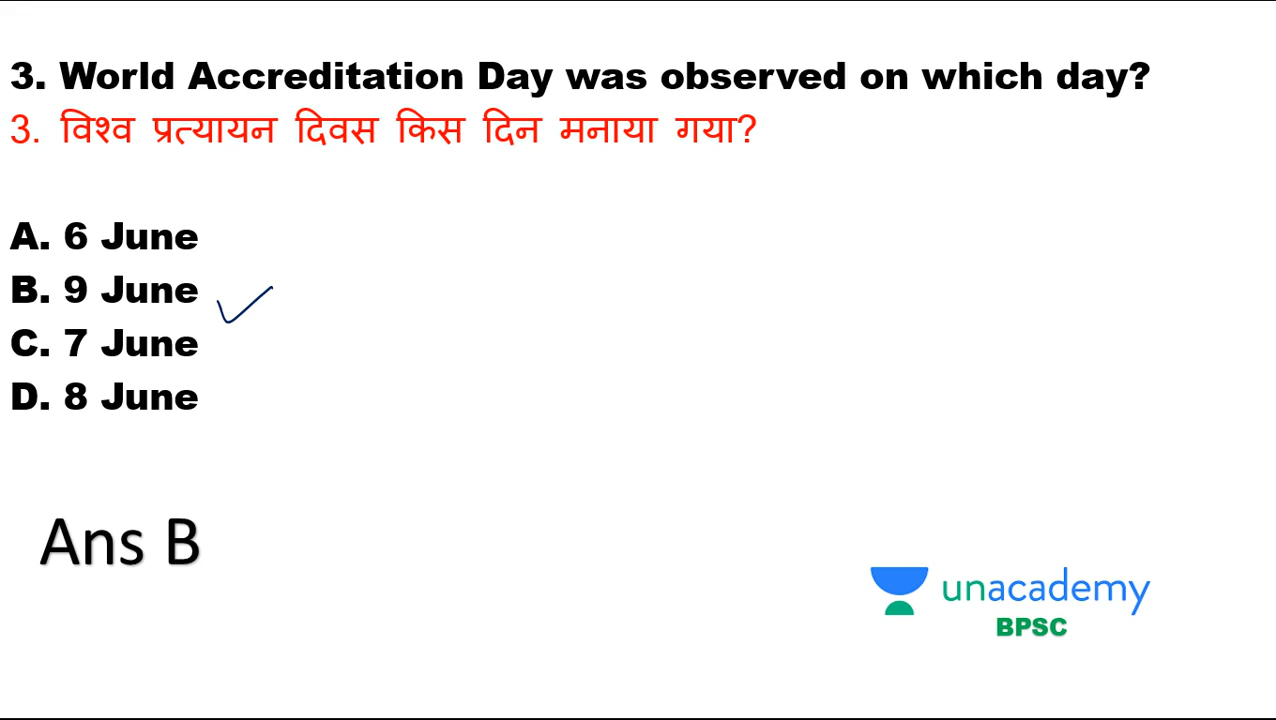 3. World Accreditation Day was observed on which day?
3. विश्व प्रत्यायन दिवस किस दिन मनाया गया?
A. 6 June
B. 9 June
C. 7 June
D. 8 June
Ans B
unacademy
BPSC